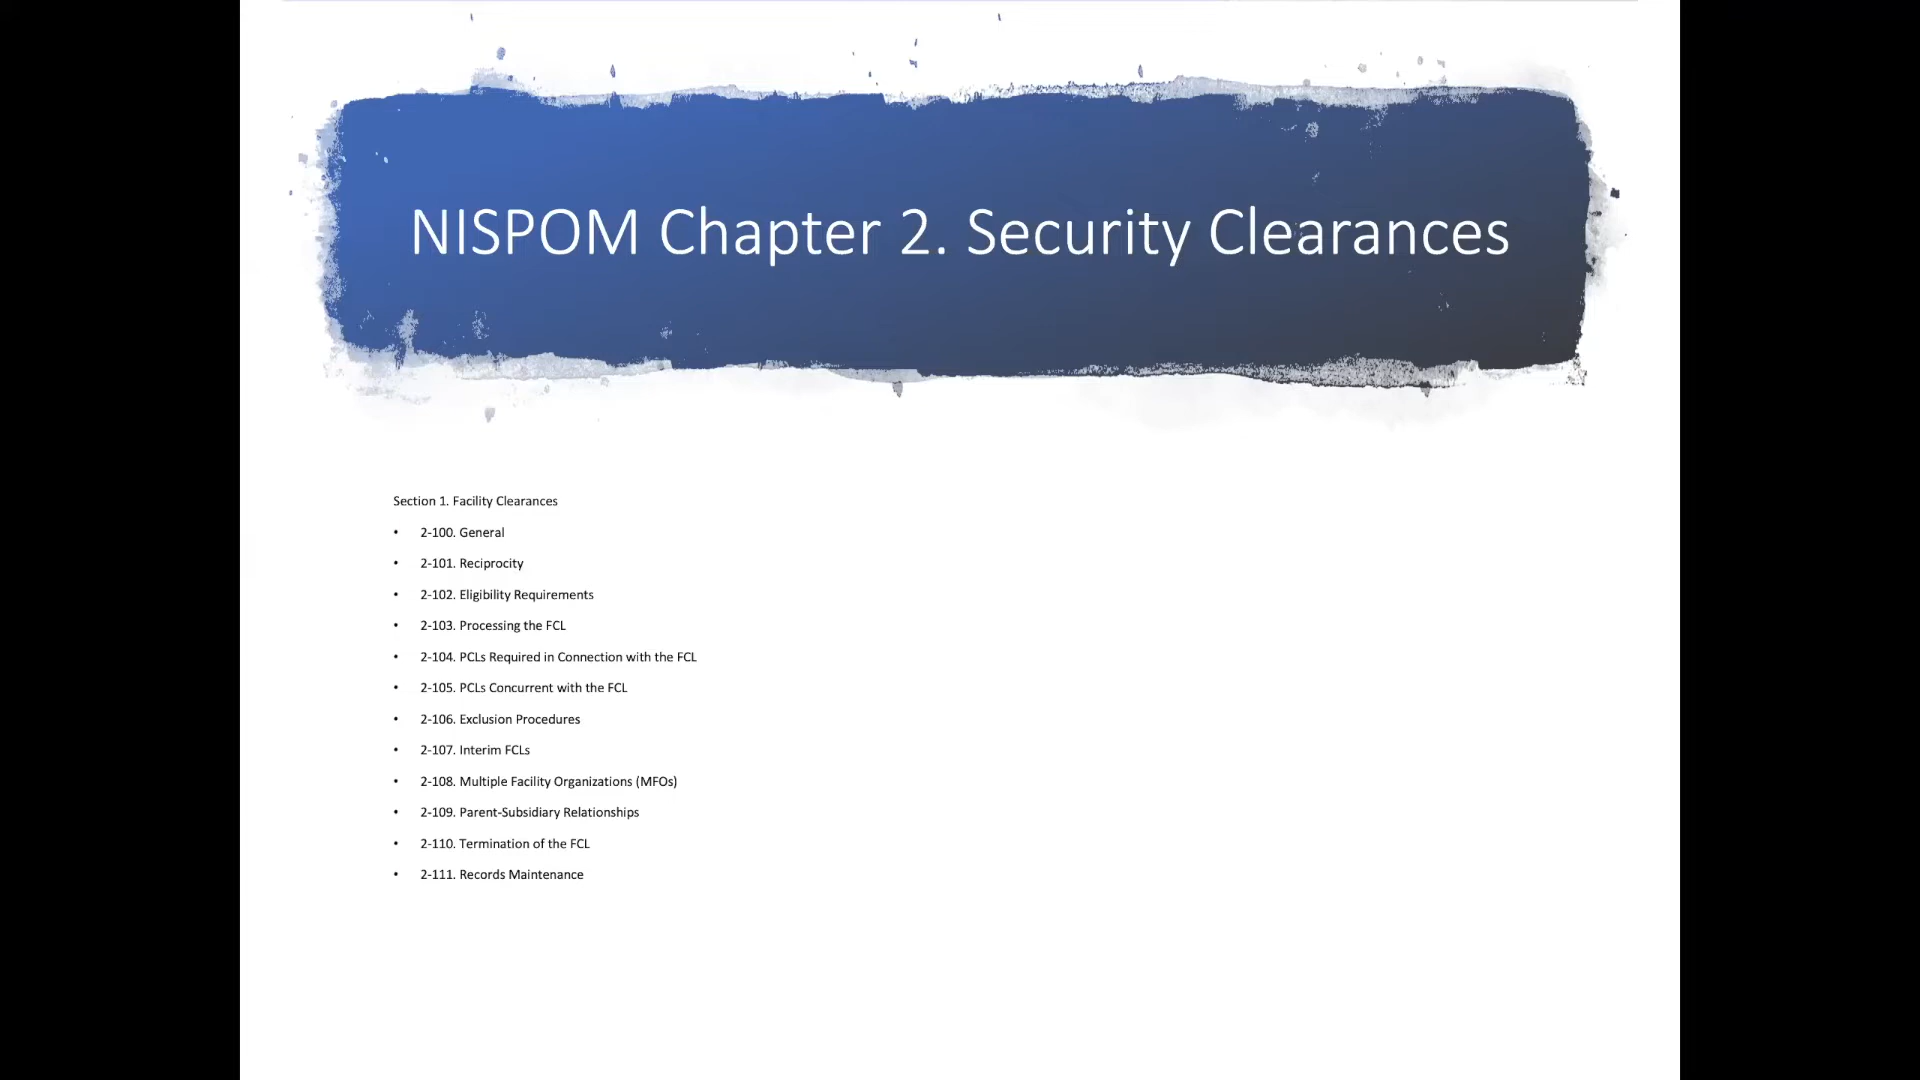 NISPOM Chapter 2. Security Clearances
Section 1. Facility Clearances
• 2-100. General
• 2-101. Reciprocity
• 2-102. Eligibility Requirements
• 2-103. Processing the FCL
• 2-104. PCLs Required in Connection with the FCL
• 2-105. PCLs Concurrent with the FCL
• 2-106. Exclusion Procedures
• 2-107. Interim FCLs
• 2-108. Multiple Facility Organizations (MFOs)
• 2-109. Parent-Subsidiary Relationships
• 2-110. Termination of the FCL
• 2-111. Records Maintenance